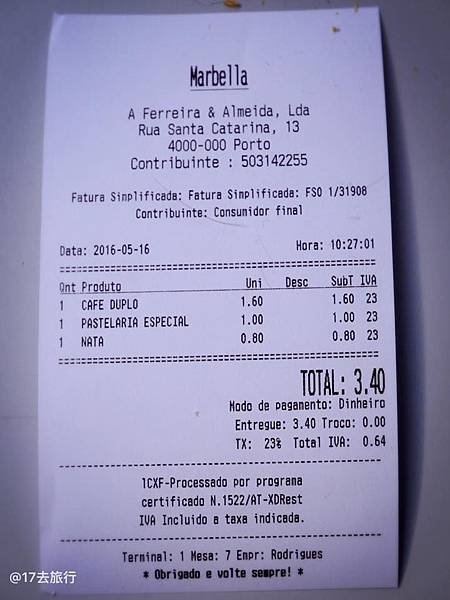 Marbella
A Ferreira & Almeida, Lda
Rua Santa Catarina, 13
4000-000 Porto
Contribuinte : 503142255
Fatura Simplificada: Fatura Simplificada: FSO 1/31908
Contribuinte: Consumidor final
Data: 2016-05-16 Hora: 10:27:01
Qnt Produto Uni Desc SubT IVA
1 CAFE DUPLO 1.60 1.60 23
1 PASTELARIA ESPECIAL 1.00 1.00 23
1 NATA 0.80 0.80 23
TOTAL: 3.40
Modo de pagamento: Dinheiro
Entregue: 3.40 Troco: 0.00
TX: 23% Total IVA: 0.64
1CXF-Processado por programa
certificado N.1522/AT-XDRest
IVA Incluido a taxa indicada.
Terminal: 1 Mesa: 7 Empr: Rodrigues
* Obrigado e volte sempre! *
@17去旅行